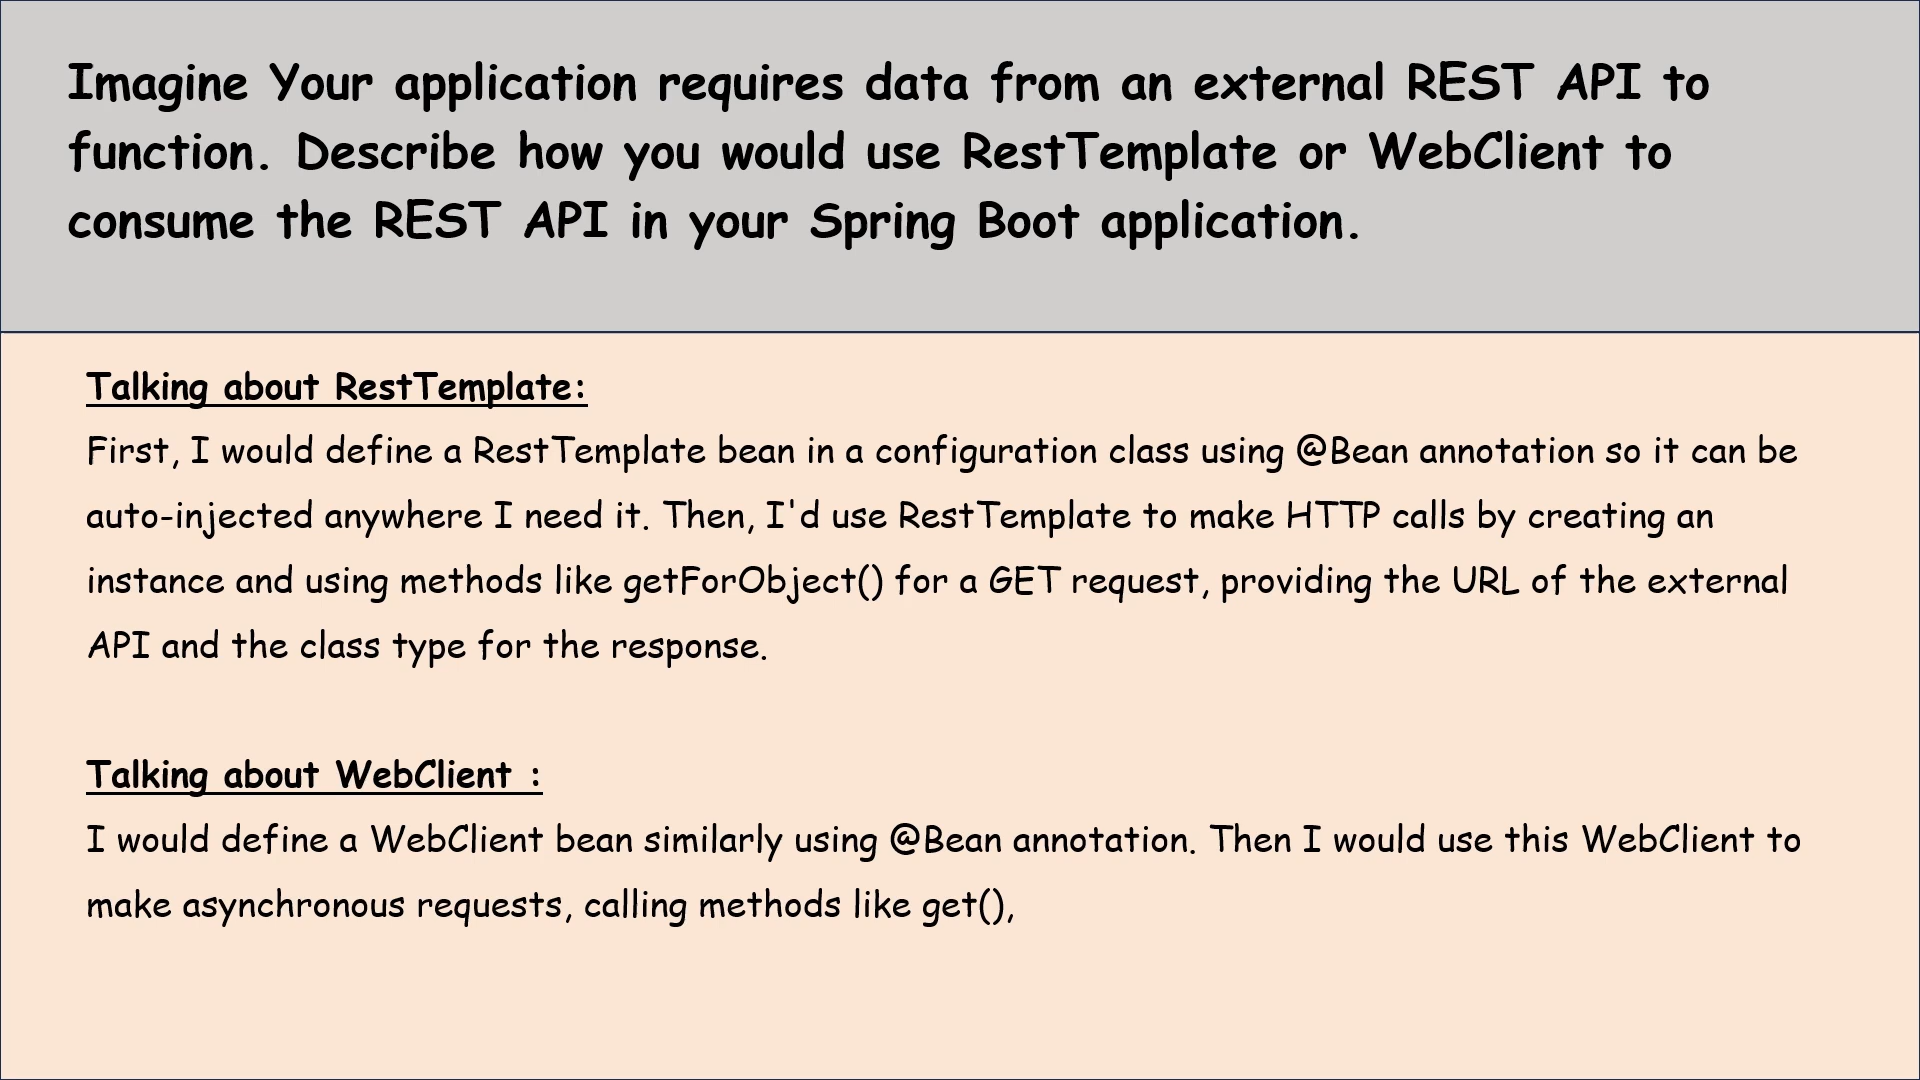 Imagine Your application requires data from an external REST API to
function. Describe how you would use RestTemplate or WebClient to
consume the REST API in your Spring Boot application.
Talking about RestTemplate:
First, I would define a RestTemplate bean in a configuration class using @Bean annotation so it can be
auto-injected anywhere I need it. Then, I'd use RestTemplate to make HTTP calls by creating an
instance and using methods like getForObject() for a GET request, providing the URL of the external
API and the class type for the response.
Talking about WebClient :
I would define a WebClient bean similarly using @Bean annotation. Then I would use this WebClient to
make asynchronous requests, calling methods like get(),